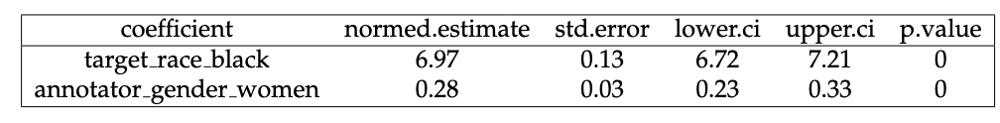 coefficient normed.estimate std.error lower.ci upper.ci p.value
target_race_black 6.97 0.13 6.72 7.21 0
annotator_gender_women 0.28 0.03 0.23 0.33 0